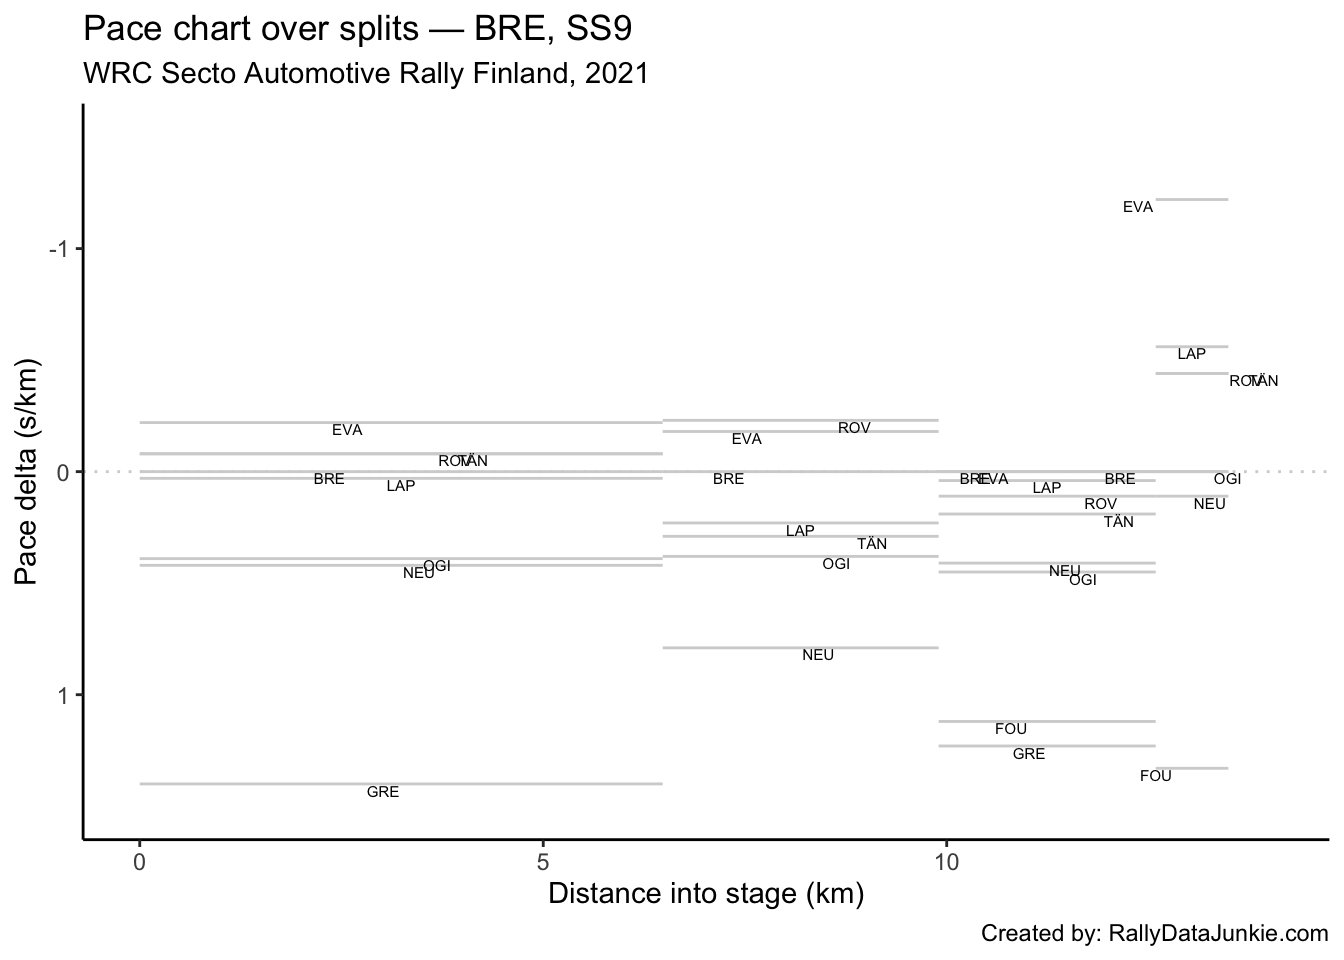 Pace chart over splits — BRE, SS9
WRC Secto Automotive Rally Finland, 2021
Pace delta (s/km)
-1
0
1
EVA
LAP
ROV TÄN
EVA
ROV
EVA
ROV TÄN
BRE
BRE
BRE EVA
BRE
OGI
LAP
LAP
ROV
NEU
TÄN
LAP
TÄN
OGI
NEU
OGI
NEU
OGI
NEU
FOU
GRE
FOU
GRE
0
5
10
Distance into stage (km)
Created by: RallyDataJunkie.com